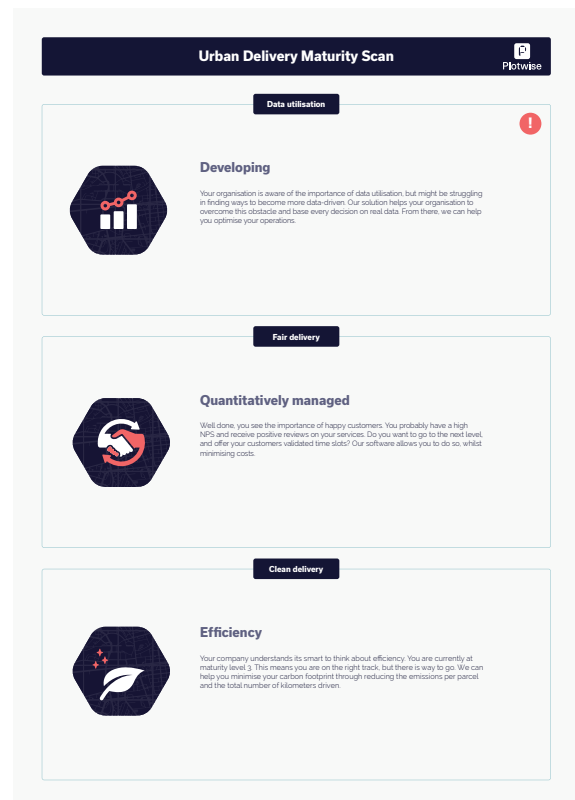 Urban Delivery Maturity Scan
Plotwise
Data utilisation
!
Developing
Your organisation is aware of the importance of data utilisation, but might be struggling
in finding ways to become more data-driven. Our solution helps your organisation to
overcome this obstacle and base every decision on real data. From there, we can help
you optimise your operations.
Fair delivery
Quantitatively managed
Well done, you see the importance of happy customers. You probably have a high
NPS and receive positive reviews on your services. Do you want to go to the next level,
and offer your customers validated time slots? Our software allows you to do so, whilst
minimising costs.
Clean delivery
Efficiency
Your company understands its smart to think about efficiency. You are currently at
maturity level 3. This means you are on the right track, but there is way to go. We can
help you minimise your carbon footprint through reducing the emissions per parcel
and the total number of kilometers driven.